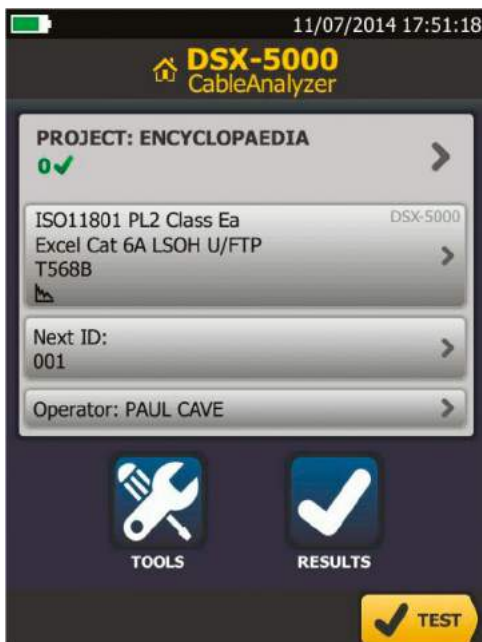 11/07/2014 17:51:18
DSX-5000
CableAnalyzer
PROJECT: ENCYCLOPAEDIA
0
ISO11801 PL2 Class Ea
DSX-5000
Excel Cat 6A LSOH U/FTP
T568B
Next ID:
001
Operator: PAUL CAVE
TOOLS
RESULTS
TEST